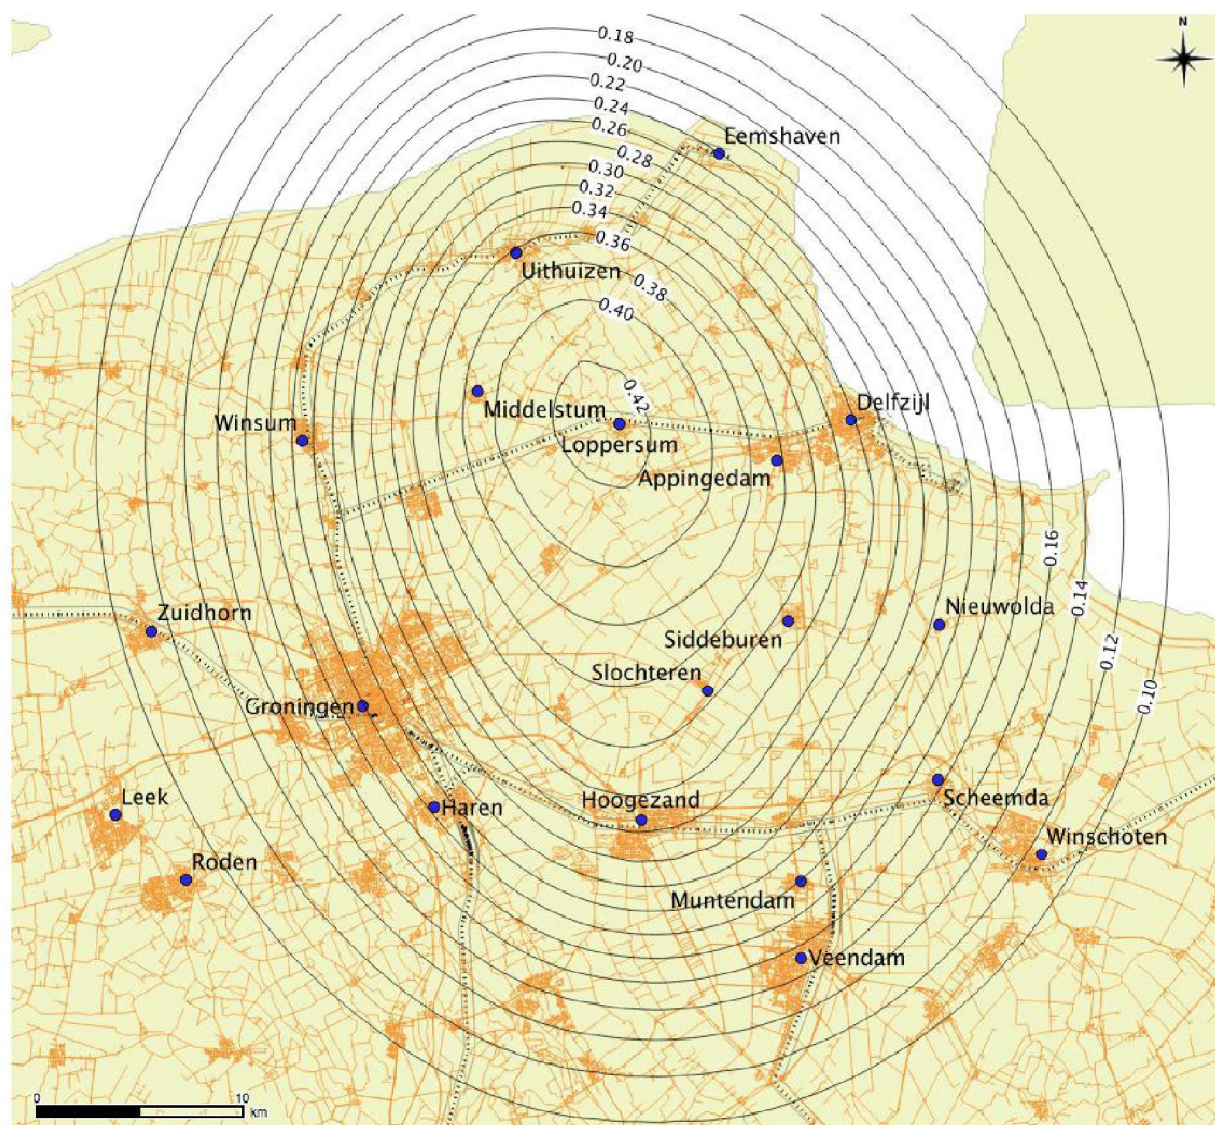 0.18
N
0.20
0.22
0.24
0.26
Eemshaven
0.28
0.30
0.32
0.34
0.36
Uithuizen
0.38
0.40
0.42
Delfzijl
Middelstum
Winsum
Loppersum
Appingedam
0.16
0.14
Nieuwolda
Zuidhorn
Siddeburen
0.12
Slochteren
0.10
Groningen
Leek
Hoogezand
Scheemda
Haren
Winschoten
Roden
Muntendam
Veendam
0
10
km